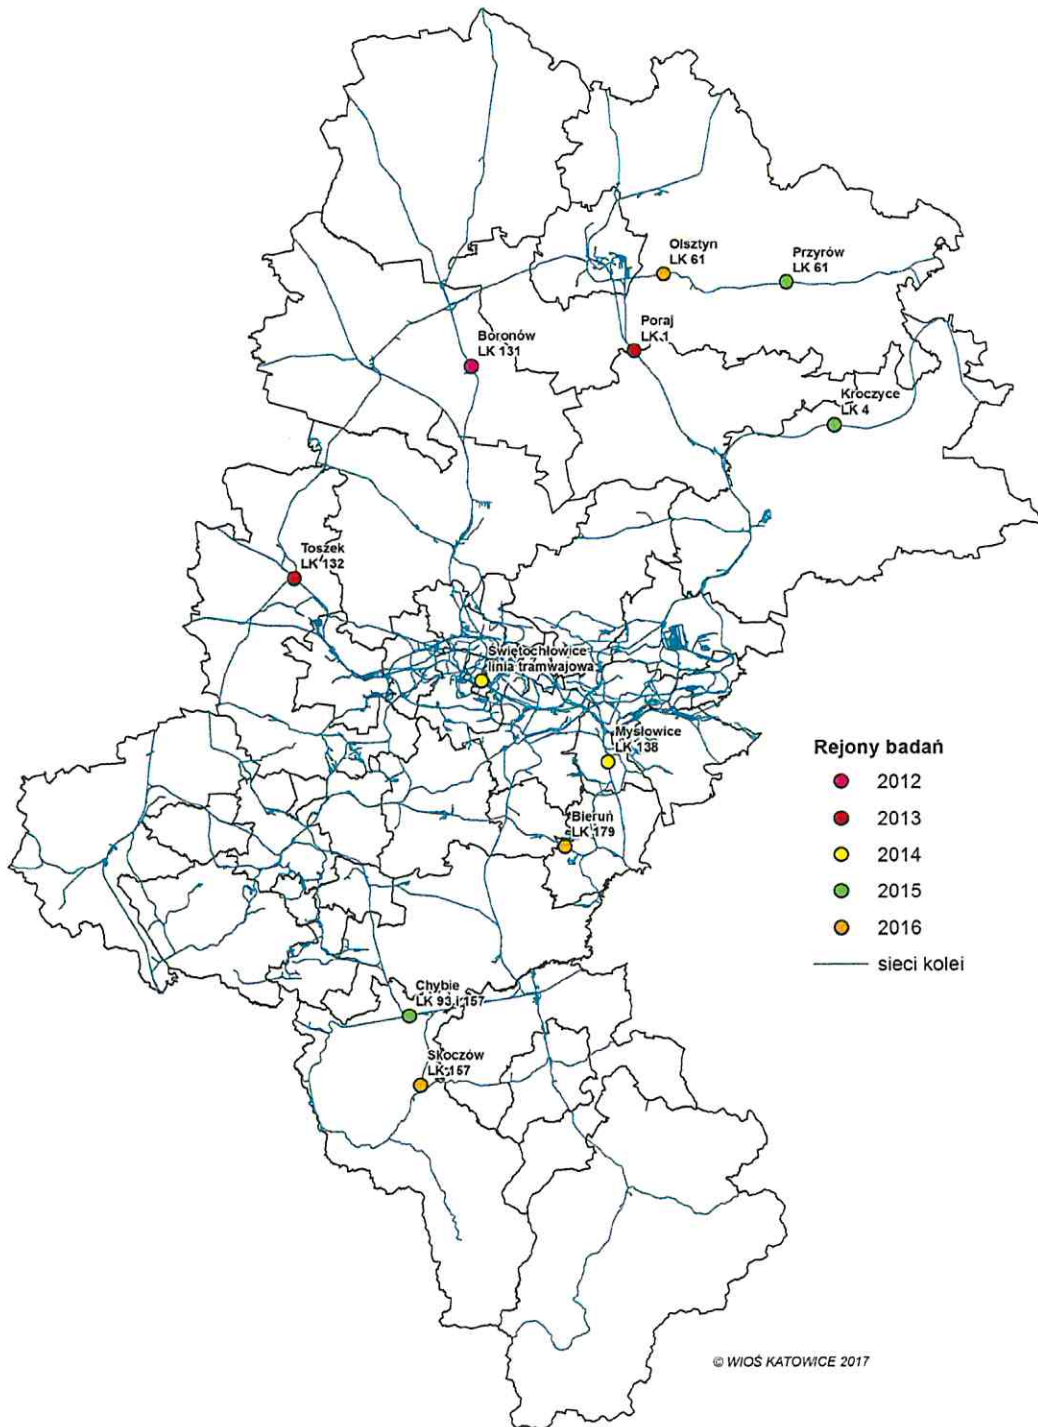 Olsztyn
LK 61
Przyrów
LK 61
Poraj
LK 1
Boronów
LK 131
Kroczyce
LK 4
Toszek
LK 132
Świętochłowice
linia tramwajowa
Mysłowice
LK 138
Rejony badań
2012
2013
2014
2015
2016
sieci kolei
Bieruń
LK 179
Chybie
LK 93 i 157
Skoczów
LK 157
© WIOŚ KATOWICE 2017